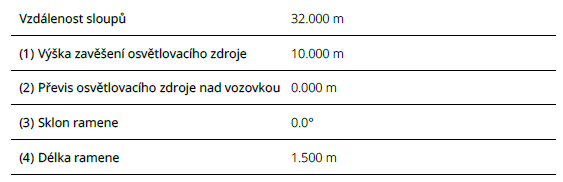 Vzdálenost sloupů 32.000 m
(1) Výška zavěšení osvětlovacího zdroje 10.000 m
(2) Převis osvětlovacího zdroje nad vozovkou 0.000 m
(3) Sklon ramene 0.0°
(4) Délka ramene 1.500 m